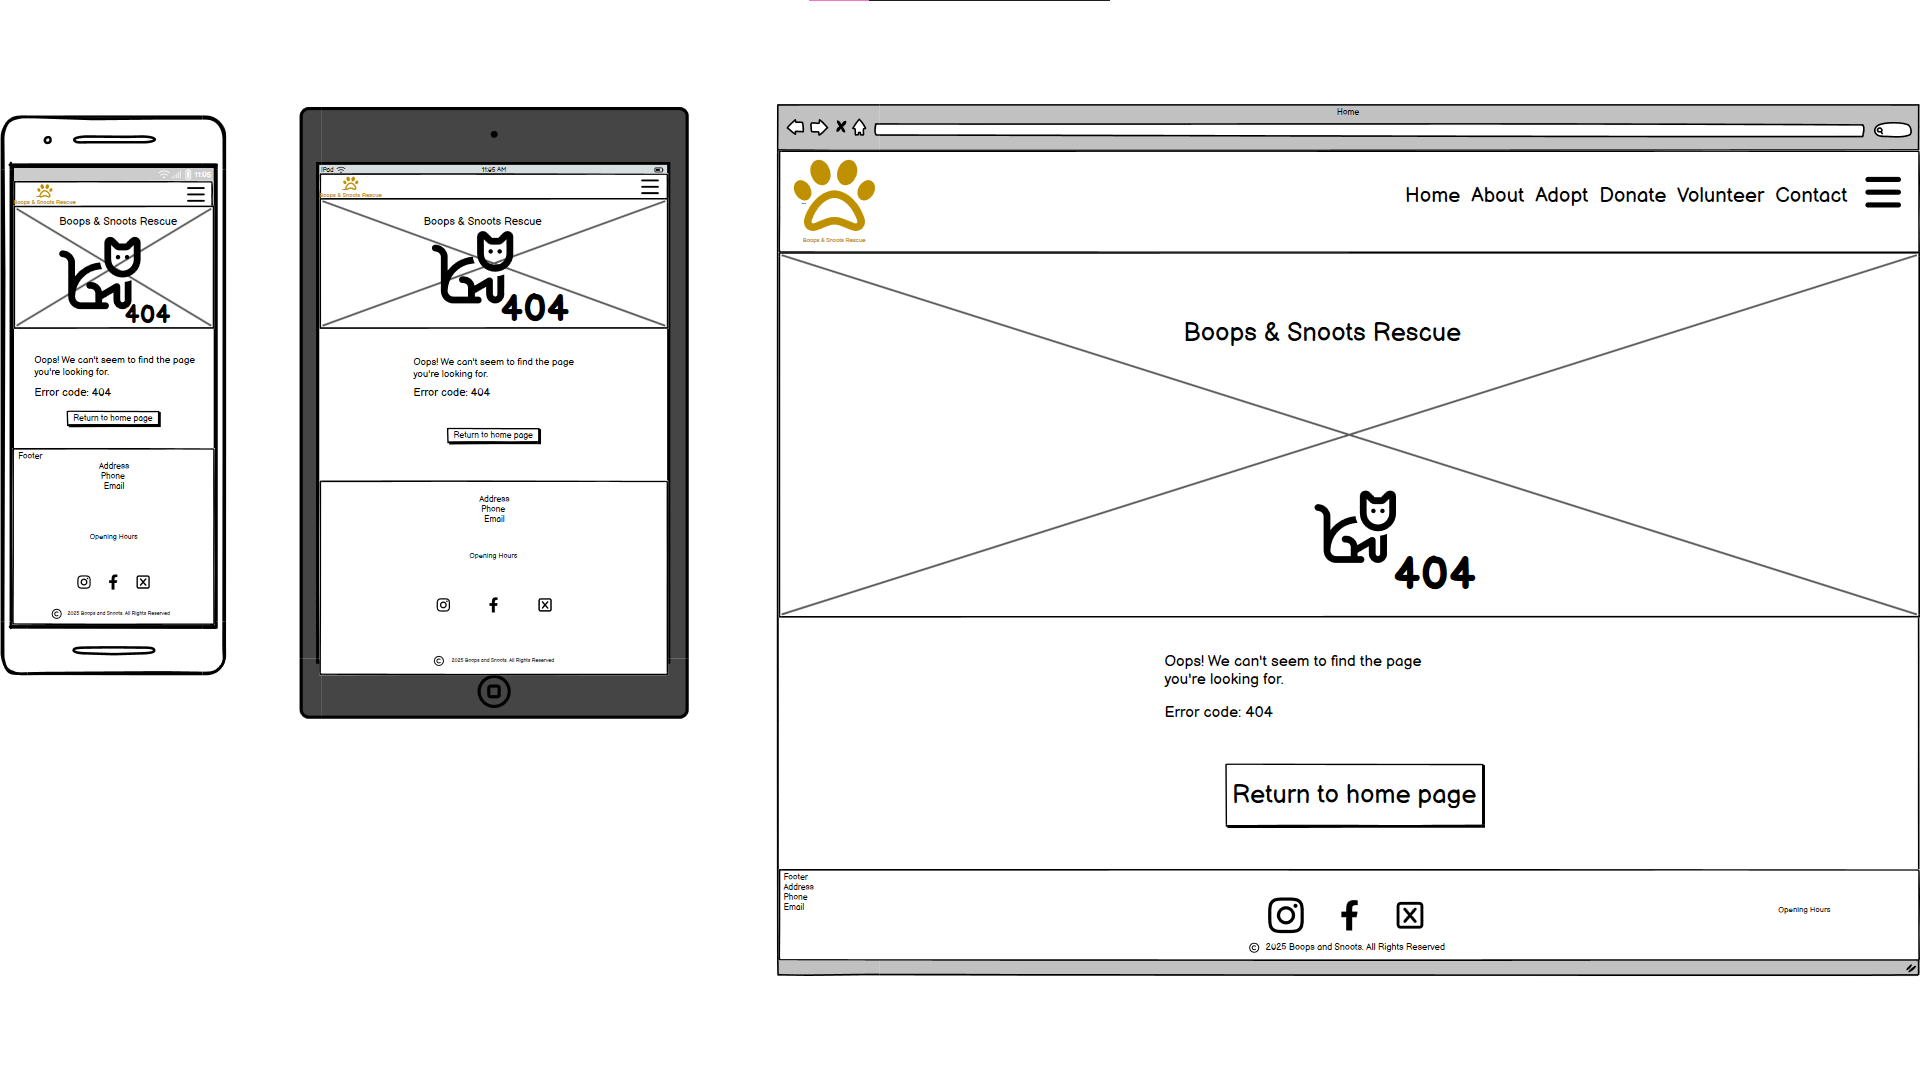 11:05
Boops & Snoots Rescue
Boops & Snoots Rescue
404
Oops! We can't seem to find the page
you're looking for.
Error code: 404
Return to home page
Footer
Address
Phone
Email
Opening Hours
© 2025 Boops and Snoots. All Rights Reserved
iPad 11:05 AM
Boops & Snoots Rescue
Boops & Snoots Rescue
404
Oops! We can't seem to find the page
you're looking for.
Error code: 404
Return to home page
Address
Phone
Email
Opening Hours
© 2025 Boops and Snoots. All Rights Reserved
Home
Home About Adopt Donate Volunteer Contact
Boops & Snoots Rescue
Boops & Snoots Rescue
404
Oops! We can't seem to find the page
you're looking for.
Error code: 404
Return to home page
Footer
Address
Phone
Email
Opening Hours
© 2025 Boops and Snoots. All Rights Reserved